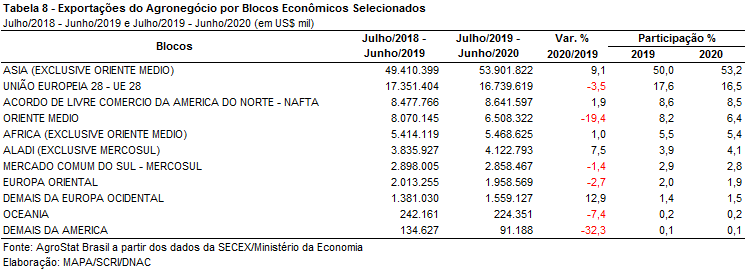 Tabela 8 - Exportações do Agronegócio por Blocos Econômicos Selecionados
Julho/2018 - Junho/2019 e Julho/2019 - Junho/2020 (em US$ mil)
Blocos Julho/2018 - Junho/2019 Julho/2019 - Junho/2020 Var. % 2020/2019 Participação % 2019 2020
ASIA (EXCLUSIVE ORIENTE MEDIO) 49.410.399 53.901.822 9,1 50,0 53,2
UNIÃO EUROPEIA 28 - UE 28 17.351.404 16.739.619 -3,5 17,6 16,5
ACORDO DE LIVRE COMERCIO DA AMERICA DO NORTE - NAFTA 8.477.766 8.641.597 1,9 8,6 8,5
ORIENTE MEDIO 8.070.145 6.508.322 -19,4 8,2 6,4
AFRICA (EXCLUSIVE ORIENTE MEDIO) 5.414.119 5.468.625 1,0 5,5 5,4
ALADI (EXCLUSIVE MERCOSUL) 3.835.927 4.122.793 7,5 3,9 4,1
MERCADO COMUM DO SUL - MERCOSUL 2.898.005 2.858.467 -1,4 2,9 2,8
EUROPA ORIENTAL 2.013.255 1.958.569 -2,7 2,0 1,9
DEMAIS DA EUROPA OCIDENTAL 1.381.030 1.559.127 12,9 1,4 1,5
OCEANIA 242.161 224.351 -7,4 0,2 0,2
DEMAIS DA AMERICA 134.627 91.188 -32,3 0,1 0,1
Fonte: AgroStat Brasil a partir dos dados da SECEX/Ministério da Economia
Elaboração: MAPA/SCRI/DNAC